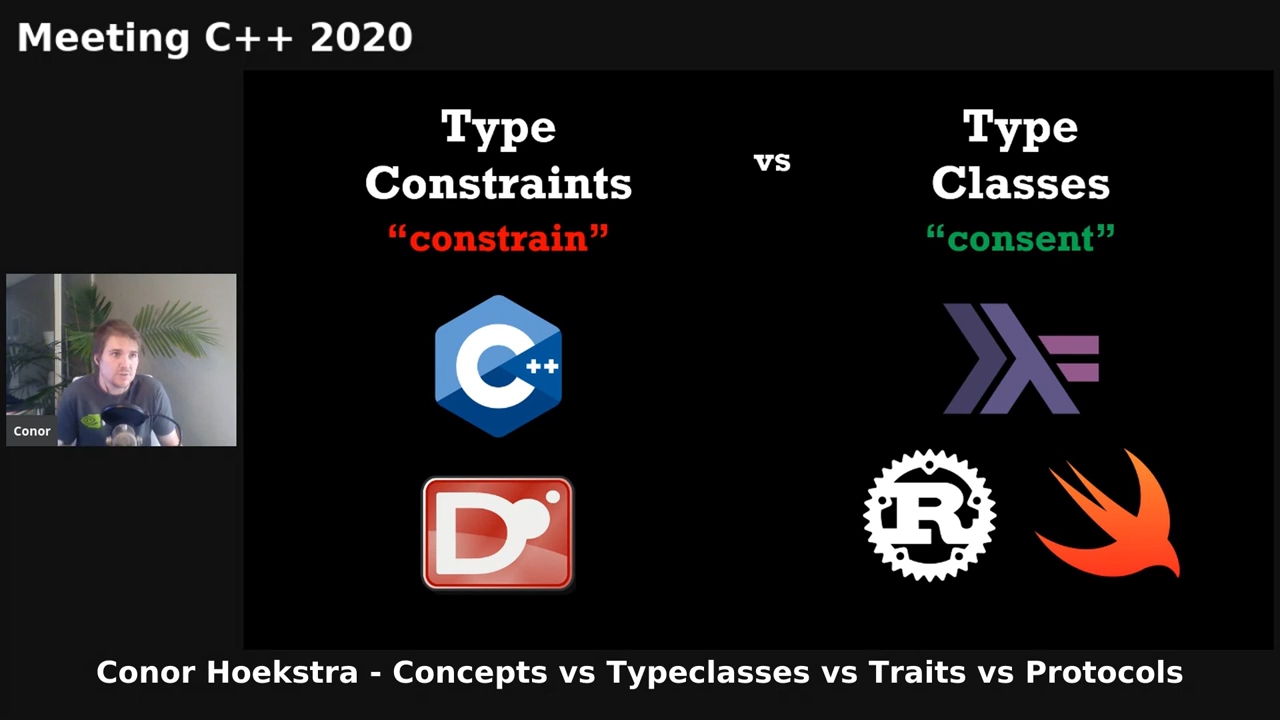 Meeting C++ 2020
Type
Constraints
“constrain”
vs
Type
Classes
“consent”
C++
D
R
Conor
Conor Hoekstra - Concepts vs Typeclasses vs Traits vs Protocols